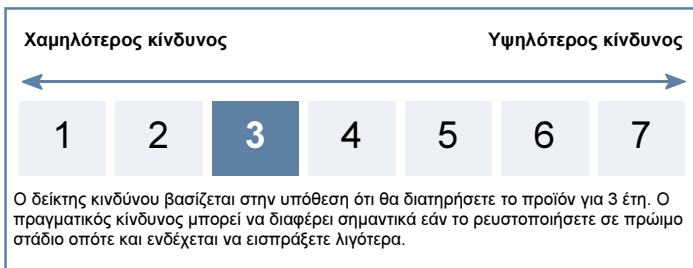 Χαμηλότερος κίνδυνος Υψηλότερος κίνδυνος
1 2 3 4 5 6 7
Ο δείκτης κινδύνου βασίζεται στην υπόθεση ότι θα διατηρήσετε το προϊόν για 3 έτη. Ο
πραγματικός κίνδυνος μπορεί να διαφέρει σημαντικά εάν το ρευστοποιήσετε σε πρώιμο
στάδιο οπότε και ενδέχεται να εισπράξετε λιγότερα.